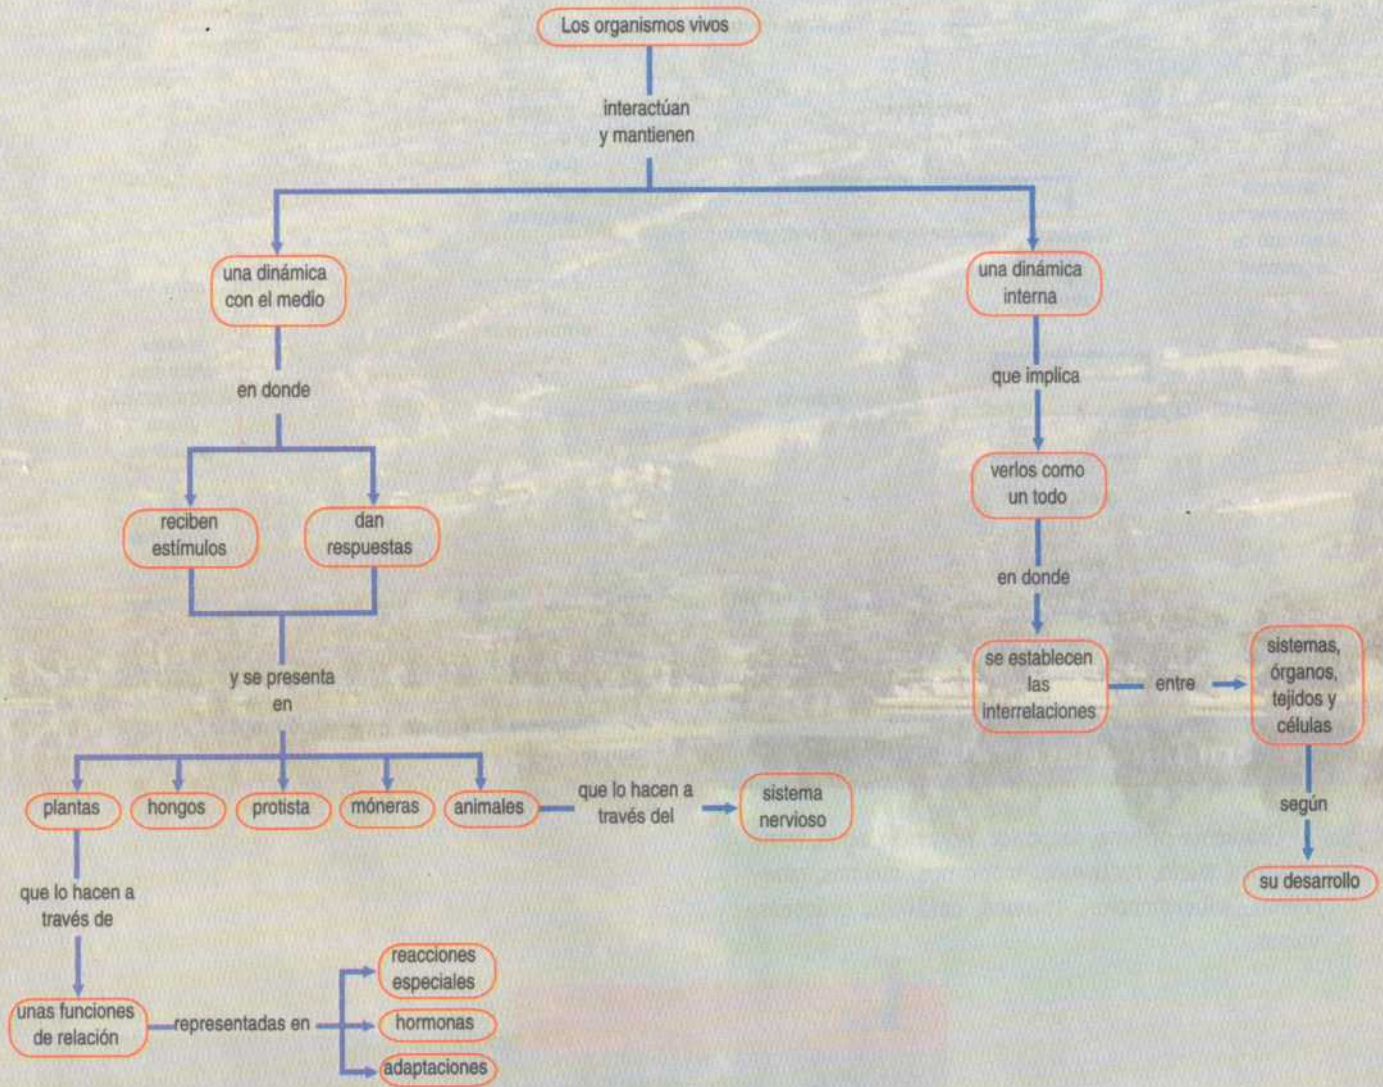 Los organismos vivos
interactúan
y mantienen
una dinámica
con el medio
una dinámica
interna
en donde
que implica
reciben
estímulos
dan
respuestas
verlos como
un todo
en donde
y se presenta
en
se establecen
las
interrelaciones
entre
sistemas,
órganos,
tejidos y
células
plantas
hongos
protista
móneras
animales
que lo hacen a
través del
sistema
nervioso
según
su desarrollo
que lo hacen a
través de
unas funciones
de relación
representadas en
reacciones
especiales
hormonas
adaptaciones